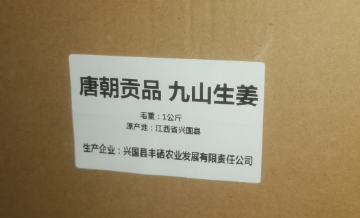 唐朝贡品 九山生姜
毛重：1公斤
原产地：江西省兴国县
生产企业：兴国县丰硒农业发展有限责任公司